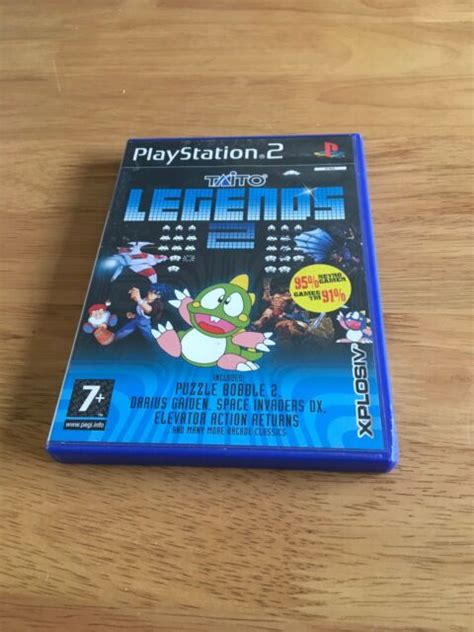 PlayStation.2
TAITO
LEGENDS
2
95% RETRO GAMER
GAMES TM 91%
INCLUDES
PUZZLE BOBBLE 2,
DARIUS GAIDEN, SPACE INVADERS DX,
ELEVATOR ACTION RETURNS
AND MANY MORE ARCADE CLASSICS
7+
www.pegi.info
XPLOSIV